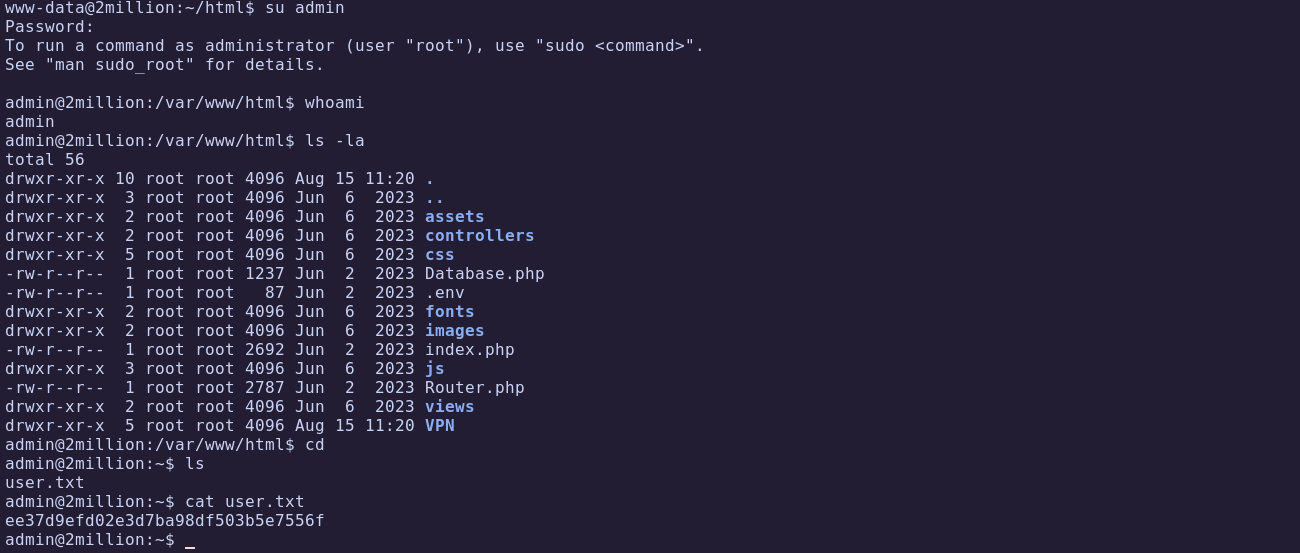 www-data@2million:~/html$ su admin
Password:
To run a command as administrator (user "root"), use "sudo <command>".
See "man sudo_root" for details.

admin@2million:/var/www/html$ whoami
admin
admin@2million:/var/www/html$ ls -la
total 56
drwxr-xr-x 10 root root 4096 Aug 15 11:20 .
drwxr-xr-x  3 root root 4096 Jun  6  2023 ..
drwxr-xr-x  2 root root 4096 Jun  6  2023 assets
drwxr-xr-x  2 root root 4096 Jun  6  2023 controllers
drwxr-xr-x  5 root root 4096 Jun  6  2023 css
-rw-r--r--  1 root root 1237 Jun  2  2023 Database.php
-rw-r--r--  1 root root   87 Jun  2  2023 .env
drwxr-xr-x  2 root root 4096 Jun  6  2023 fonts
drwxr-xr-x  2 root root 4096 Jun  6  2023 images
-rw-r--r--  1 root root 2692 Jun  2  2023 index.php
drwxr-xr-x  3 root root 4096 Jun  6  2023 js
-rw-r--r--  1 root root 2787 Jun  2  2023 Router.php
drwxr-xr-x  2 root root 4096 Jun  6  2023 views
drwxr-xr-x  5 root root 4096 Aug 15 11:20 VPN
admin@2million:/var/www/html$ cd
admin@2million:~$ ls
user.txt
admin@2million:~$ cat user.txt
ee37d9efd02e3d7ba98df503b5e7556f
admin@2million:~$